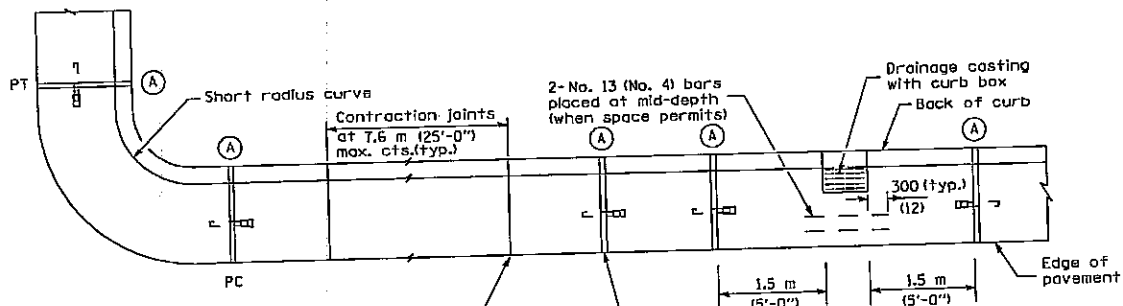 PT
A
Short radius curve
Contraction joints
at 7.6 m (25'-0")
max. cts.(typ.)
A
PC
2- No. 13 (No. 4) bars
placed at mid-depth
(when space permits)
A
A
Drainage casting
with curb box
Back of curb
A
300 (typ.)
(12)
1.5 m
(5'-0")
1.5 m
(5'-0")
Edge of
pavement